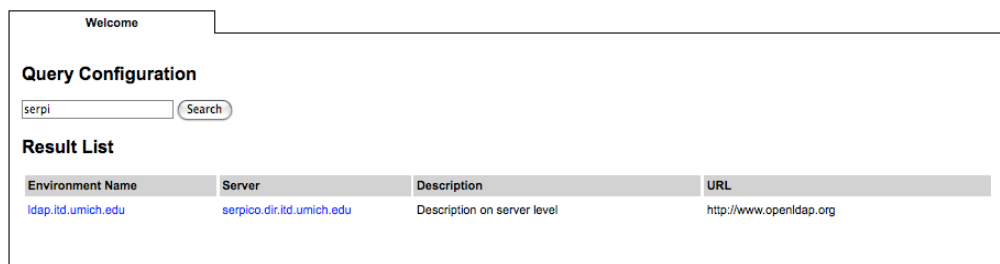 Welcome
Query Configuration
serpi Search
Result List
Environment Name Server Description URL
ldap.itd.umich.edu serpico.dir.itd.umich.edu Description on server level http://www.openldap.org